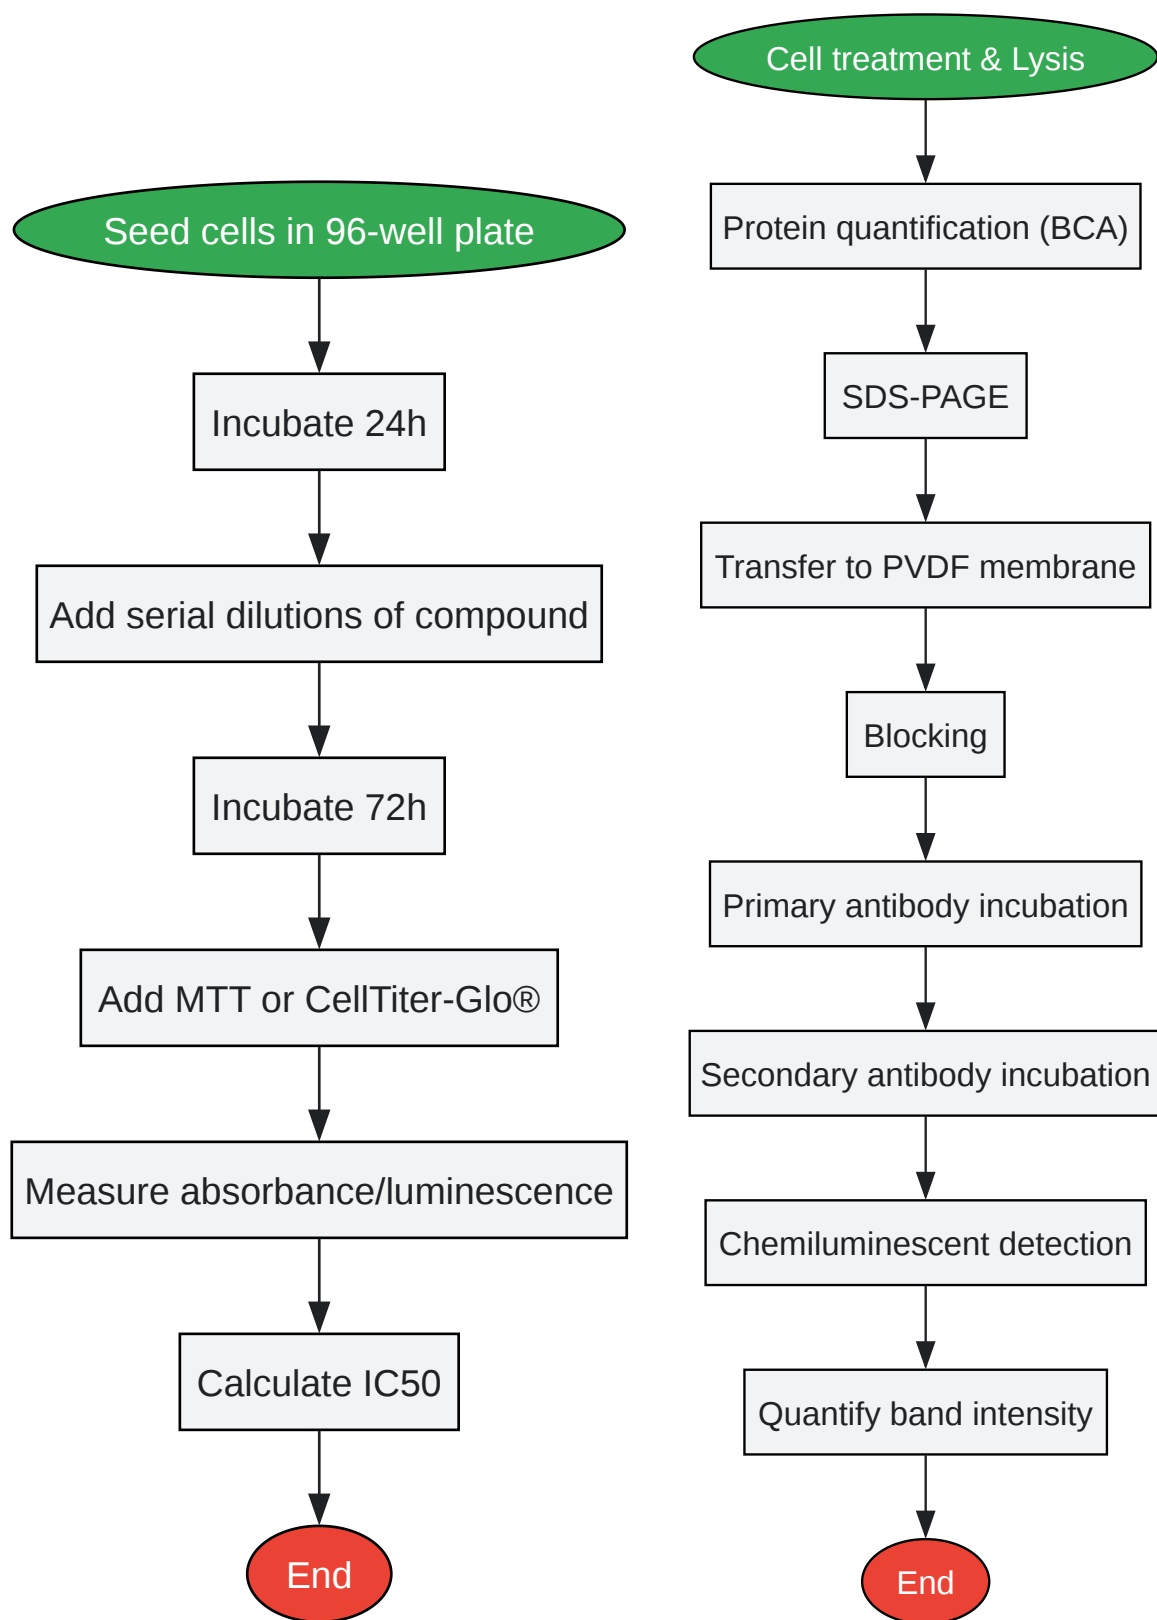 Seed cells in 96-well plate
Incubate 24h
Add serial dilutions of compound
Incubate 72h
Add MTT or CellTiter-Glo®
Measure absorbance/luminescence
Calculate IC50
End
Cell treatment & Lysis
Protein quantification (BCA)
SDS-PAGE
Transfer to PVDF membrane
Blocking
Primary antibody incubation
Secondary antibody incubation
Chemiluminescent detection
Quantify band intensity
End